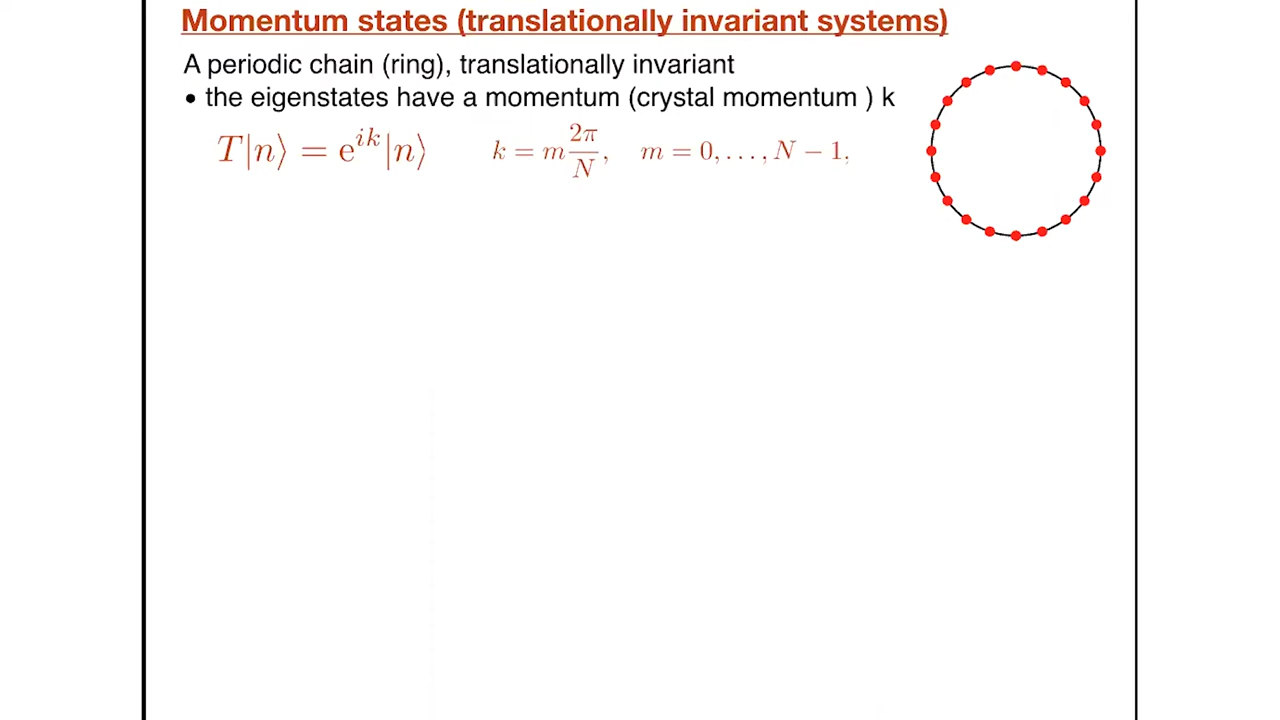 Momentum states (translationally invariant systems)
A periodic chain (ring), translationally invariant
• the eigenstates have a momentum (crystal momentum ) k
T|n⟩ = e^{ik}|n⟩ k = m\frac{2π}{N}, m = 0, . . . , N − 1,